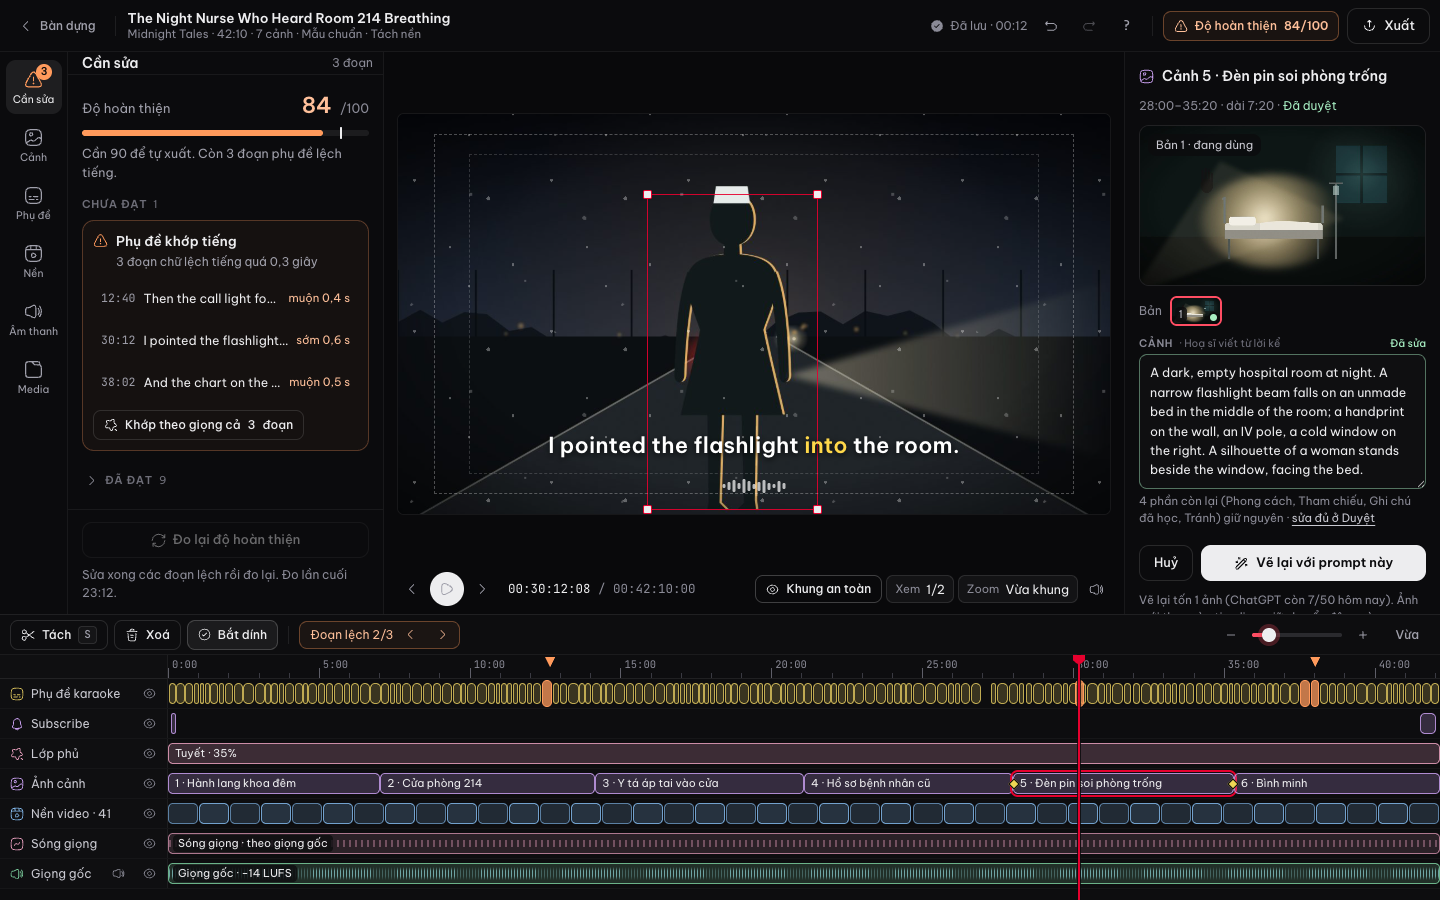 Bàn dựng
The Night Nurse Who Heard Room 214 Breathing
Midnight Tales · 42:10 · 7 cảnh · Mẫu chuẩn · Tách nền
Đã lưu · 00:12
?
Độ hoàn thiện 84/100
Xuất
3
Cần sửa
Cảnh
Phụ đề
Nền
Âm thanh
Media
Cần sửa
3 đoạn
Độ hoàn thiện
84 /100
Cần 90 để tự xuất. Còn 3 đoạn phụ đề lệch
tiếng.
CHƯA ĐẠT 1
Phụ đề khớp tiếng
3 đoạn chữ lệch tiếng quá 0,3 giây
12:40 Then the call light fo... muộn 0,4 s
30:12 I pointed the flashlight... sớm 0,6 s
38:02 And the chart on the ... muộn 0,5 s
Khớp theo giọng cả 3 đoạn
ĐÃ ĐẠT 9
Đo lại độ hoàn thiện
Sửa xong các đoạn lệch rồi đo lại. Đo lần cuối
23:12.
I pointed the flashlight into the room.
00:30:12:08 / 00:42:10:00
Khung an toàn
Xem 1/2
Zoom Vừa khung
Cảnh 5 · Đèn pin soi phòng trống
28:00–35:20 · dài 7:20 · Đã duyệt
Bản 1 · đang dùng
Bản
1
CẢNH · Hoạ sĩ viết từ lời kể
Đã sửa
A dark, empty hospital room at night. A
narrow flashlight beam falls on an unmade
bed in the middle of the room; a handprint
on the wall, an IV pole, a cold window on
the right. A silhouette of a woman stands
beside the window, facing the bed.
4 phần còn lại (Phong cách, Tham chiếu, Ghi chú
đã học, Tránh) giữ nguyên · sửa đủ ở Duyệt
Huỷ
Vẽ lại với prompt này
Vẽ lại tốn 1 ảnh (ChatGPT còn 7/50 hôm nay). Ảnh
Tách S
Xoá
Bắt dính
Đoạn lệch 2/3
Vừa
0:00 5:00 10:00 15:00 20:00 25:00 30:00 35:00 40:00
Phụ đề karaoke
Subscribe
Lớp phủ
Tuyết · 35%
Ảnh cảnh
1 · Hành lang khoa đêm
2 · Cửa phòng 214
3 · Y tá áp tai vào cửa
4 · Hồ sơ bệnh nhân cũ
5 · Đèn pin soi phòng trống
6 · Bình minh
Nền video · 41
Sóng giọng
Sóng giọng · theo giọng gốc
Giọng gốc
Giọng gốc · −14 LUFS